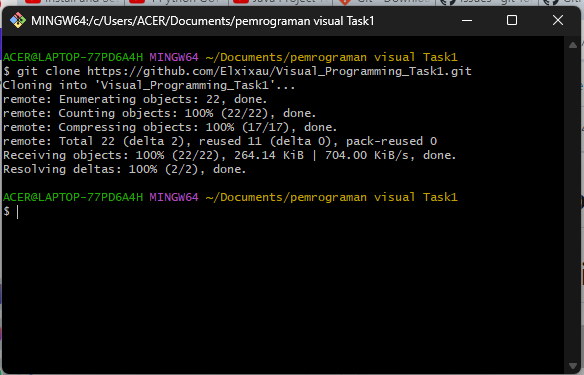 MINGW64:/c/Users/ACER/Documents/pemrograman visual Task1
ACER@LAPTOP-77PD6A4H MINGW64 ~/Documents/pemrograman visual Task1
$ git clone https://github.com/Elxixau/Visual_Programming_Task1.git
Cloning into 'Visual_Programming_Task1'...
remote: Enumerating objects: 22, done.
remote: Counting objects: 100% (22/22), done.
remote: Compressing objects: 100% (17/17), done.
remote: Total 22 (delta 2), reused 11 (delta 0), pack-reused 0
Receiving objects: 100% (22/22), 264.14 KiB | 704.00 KiB/s, done.
Resolving deltas: 100% (2/2), done.
ACER@LAPTOP-77PD6A4H MINGW64 ~/Documents/pemrograman visual Task1
$